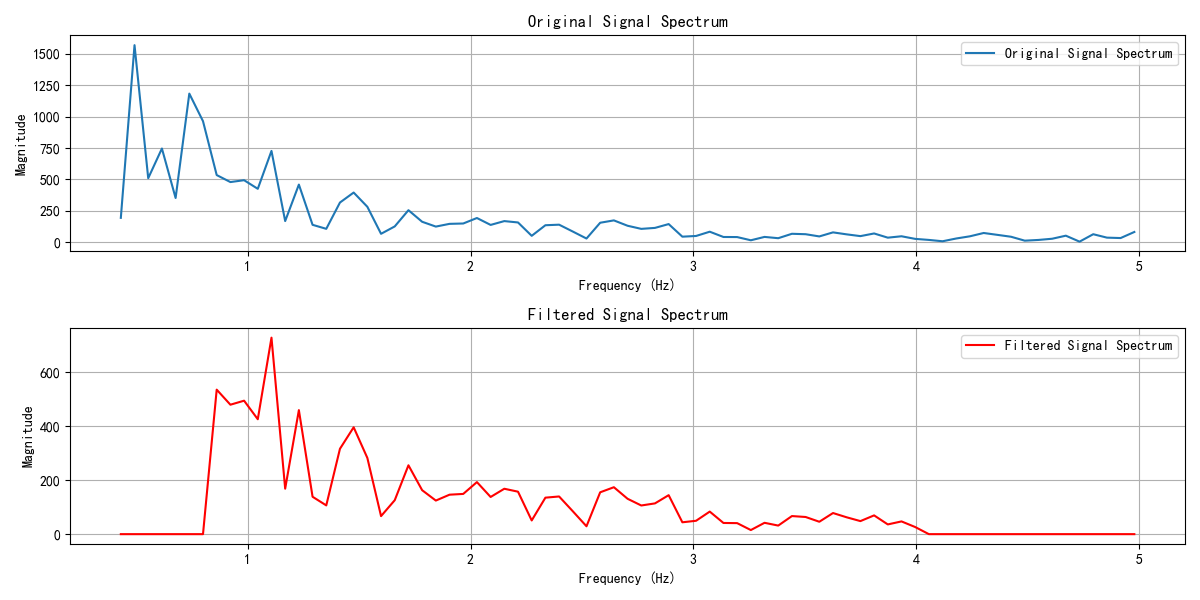 Original Signal Spectrum
Original Signal Spectrum
Magnitude
1500
1250
1000
750
500
250
0
1 2 3 4 5
Frequency (Hz)
Filtered Signal Spectrum
Filtered Signal Spectrum
Magnitude
600
400
200
0
1 2 3 4 5
Frequency (Hz)